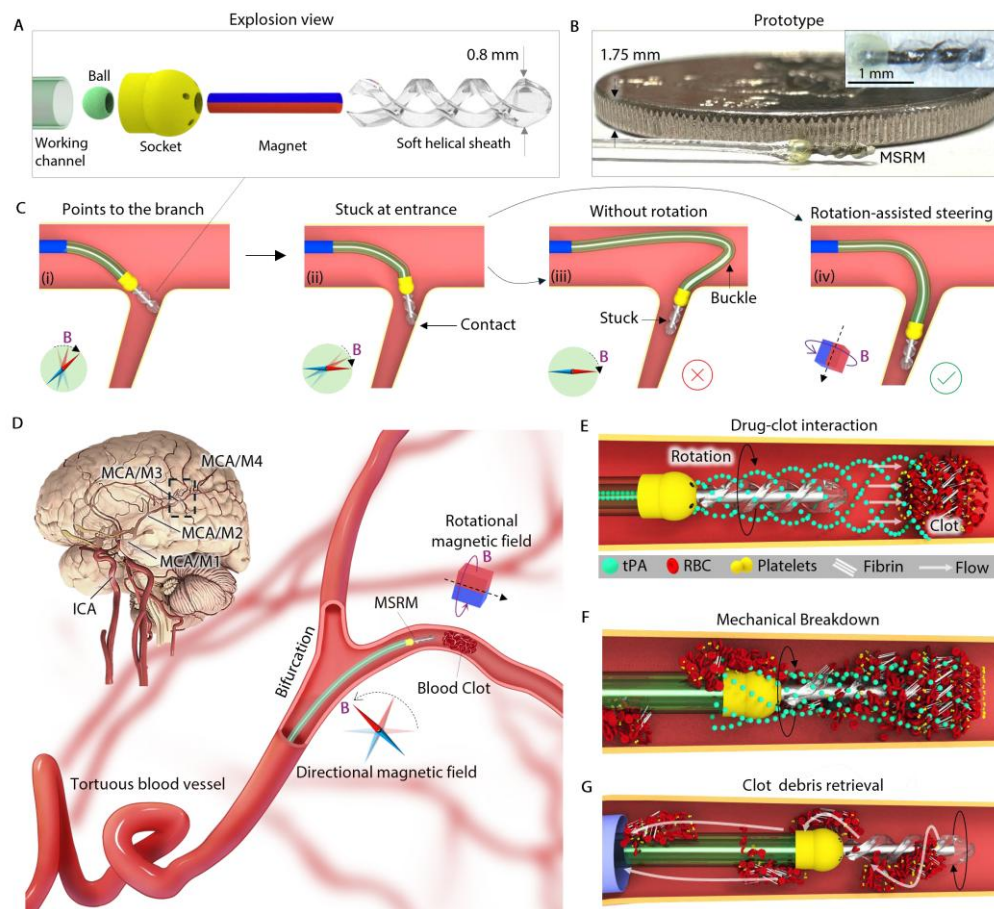 A
Explosion view
Ball
0.8 mm
Working
channel
Socket
Magnet
Soft helical sheath
B
Prototype
1.75 mm
1 mm
MSRM
C
Points to the branch
(i)
B
Stuck at entrance
(ii)
Contact
B
Without rotation
(iii)
Buckle
Stuck
B
Rotation-assisted steering
(iv)
B
D
MCA/M4
MCA/M3
MCA/M2
MCA/M1
ICA
Rotational
magnetic field
B
MSRM
Bifurcation
Blood Clot
B
Directional magnetic field
Tortuous blood vessel
E
Drug-clot interaction
Rotation
Clot
tPA RBC Platelets Fibrin Flow
F
Mechanical Breakdown
G
Clot debris retrieval